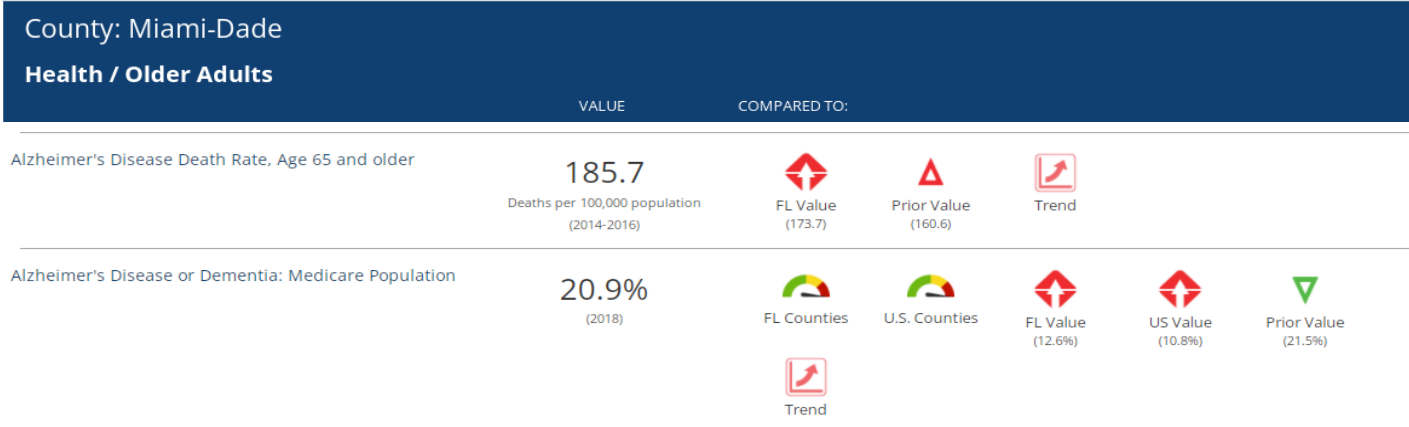 County: Miami-Dade
Health / Older Adults
VALUE COMPARED TO:
Alzheimer's Disease Death Rate, Age 65 and older
185.7
Deaths per 100,000 population
(2014-2016)
FL Value
(173.7)
Prior Value
(160.6)
Trend
Alzheimer's Disease or Dementia: Medicare Population
20.9%
(2018)
FL Counties
U.S. Counties
FL Value
(12.6%)
US Value
(10.8%)
Prior Value
(21.5%)
Trend